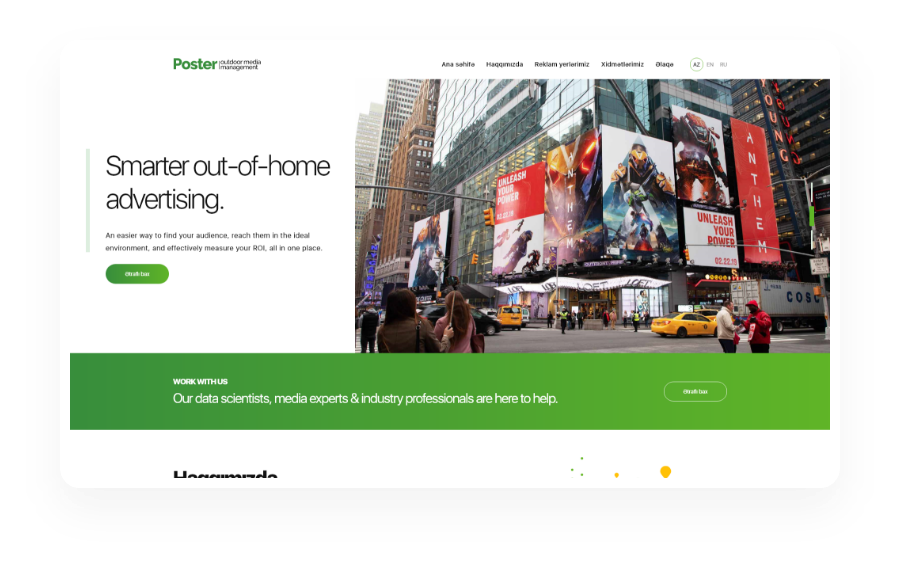 Poster outdoor media
management
Ana səhifə Haqqımızda Reklam yerlərimiz Xidmətlərimiz Əlaqə AZ EN RU
Smarter out-of-home
advertising.
An easier way to find your audience, reach them in the ideal
environment, and effectively measure your ROI, all in one place.
Ətraflı bax
UNLEASH
YOUR
POWER
02.22.19
ANTHEM
ANTHEM
UNLEASH
YOUR
POWER
02.22.19
LOFT
WORK WITH US
Our data scientists, media experts & industry professionals are here to help.
Ətraflı bax
Haqqımızda